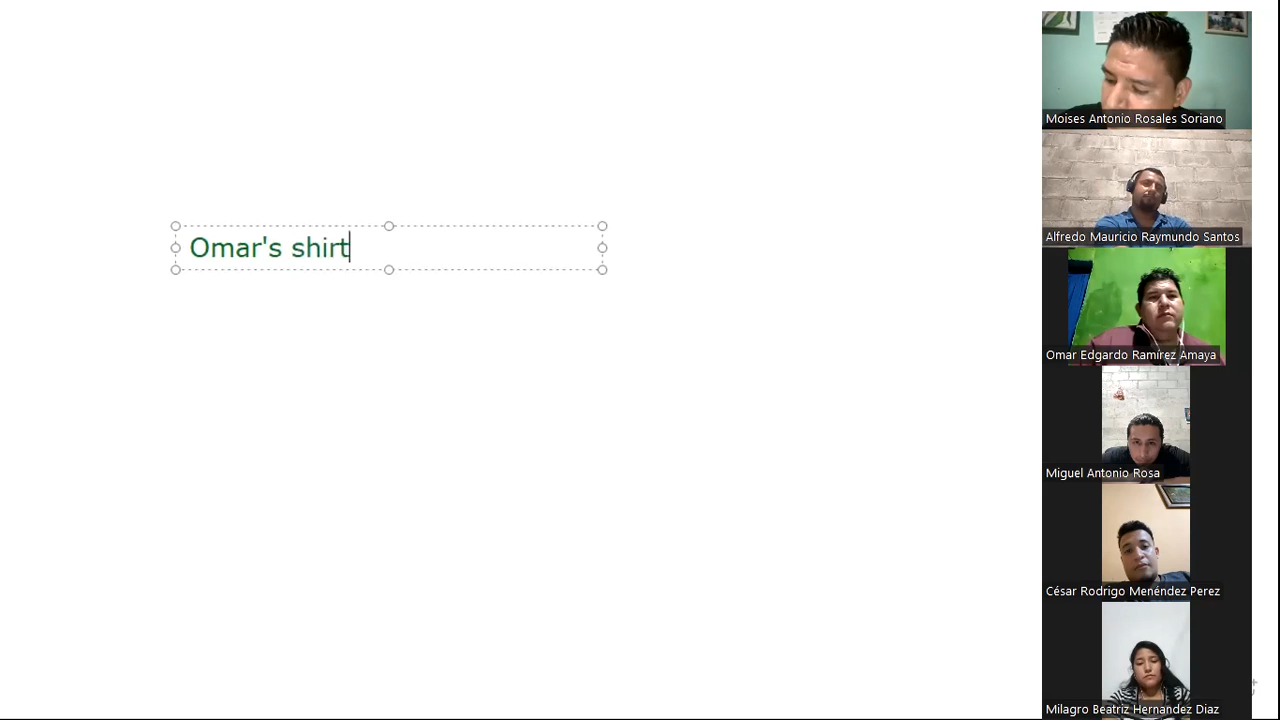 Omar's shirt
Moises Antonio Rosales Soriano
Alfredo Mauricio Raymundo Santos
Omar Edgardo Ramírez Amaya
Miguel Antonio Rosa
César Rodrigo Menéndez Perez
Milagro Beatriz Hernandez Diaz